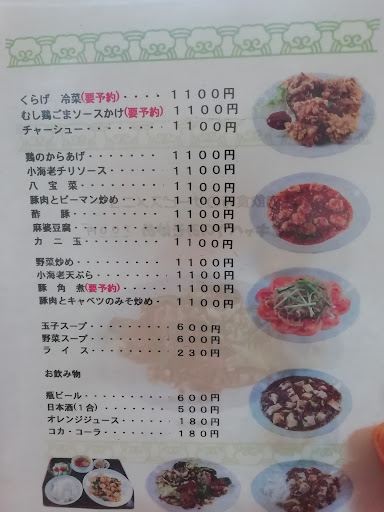 くらげ 冷菜(要予約)・・・・1100円
むし鶏ごまソースかけ(要予約)・1100円
チャーシュー・・・・・・・・1100円
鶏のからあげ・・・・・・・・1100円
小海老チリソース・・・・・・1100円
八宝菜・・・・・・・・・・・1100円
豚肉とピーマン炒め・・・・・1100円
酢豚・・・・・・・・・・・・1100円
麻婆豆腐・・・・・・・・・・1100円
カニ玉・・・・・・・・・・・1100円
野菜炒め・・・・・・・・・・1100円
小海老天ぷら・・・・・・・・1100円
豚角煮(要予約)・・・・・・・1100円
豚肉とキャベツのみそ炒め・・1100円
玉子スープ・・・・・・・・・600円
野菜スープ・・・・・・・・・600円
ライス・・・・・・・・・・・230円
お飲み物
瓶ビール・・・・・・・・・・600円
日本酒(1合)・・・・・・・・500円
オレンジジュース・・・・・・180円
コカ・コーラ・・・・・・・・180円